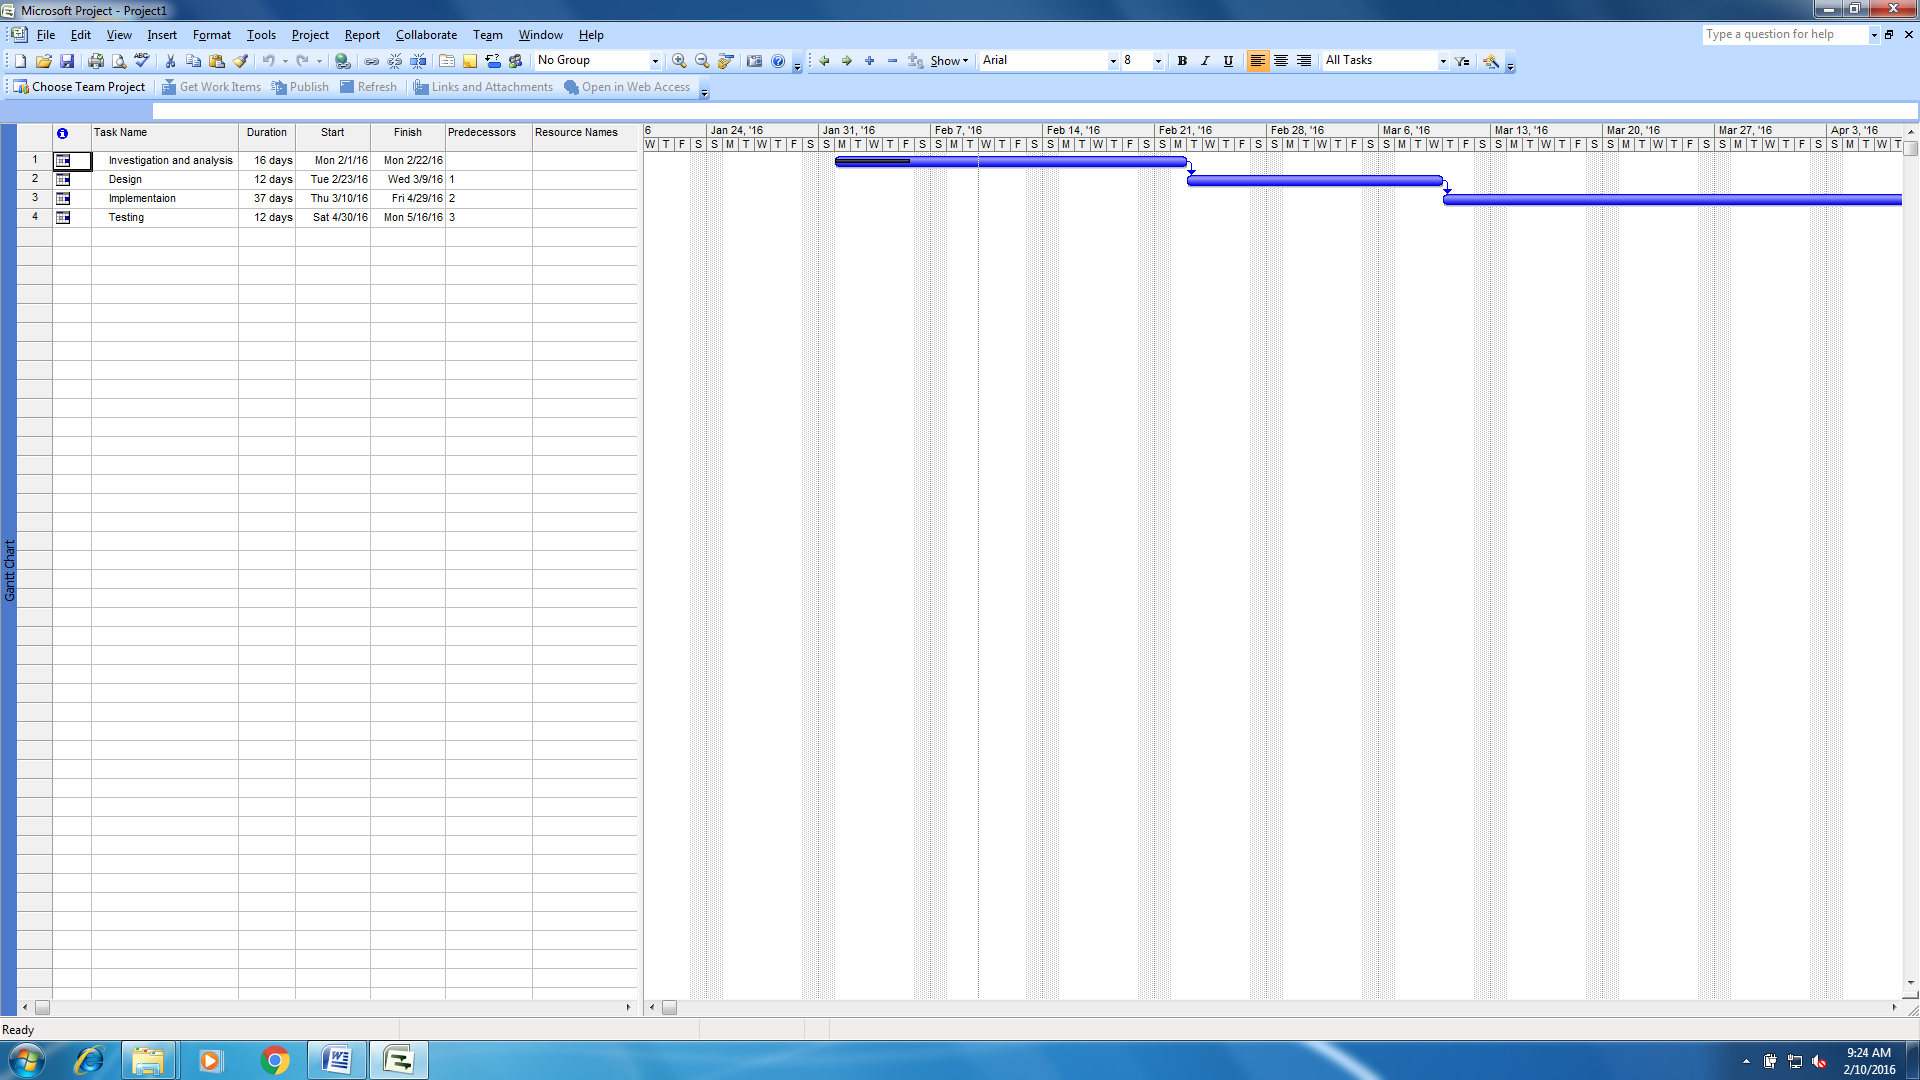 Microsoft Project - Project1
File Edit View Insert Format Tools Project Report Collaborate Team Window Help
Type a question for help
No Group Show Arial 8 B I U All Tasks
Choose Team Project Get Work Items Publish Refresh Links and Attachments Open in Web Access
Task Name Duration Start Finish Predecessors Resource Names
6 Jan 24, '16 Jan 31, '16 Feb 7, '16 Feb 14, '16 Feb 21, '16 Feb 28, '16 Mar 6, '16 Mar 13, '16 Mar 20, '16 Mar 27, '16 Apr 3, '16
W T F S S M T W T F S S M T W T F S S M T W T F S S M T W T F S S M T W T F S S M T W T F S S M T W T F S S M T W T F S S M T W T F S S M T W T F S S M T W T
1 Investigation and analysis 16 days Mon 2/1/16 Mon 2/22/16
2 Design 12 days Tue 2/23/16 Wed 3/9/16 1
3 Implementaion 37 days Thu 3/10/16 Fri 4/29/16 2
4 Testing 12 days Sat 4/30/16 Mon 5/16/16 3
Gantt Chart
Ready
9:24 AM
2/10/2016